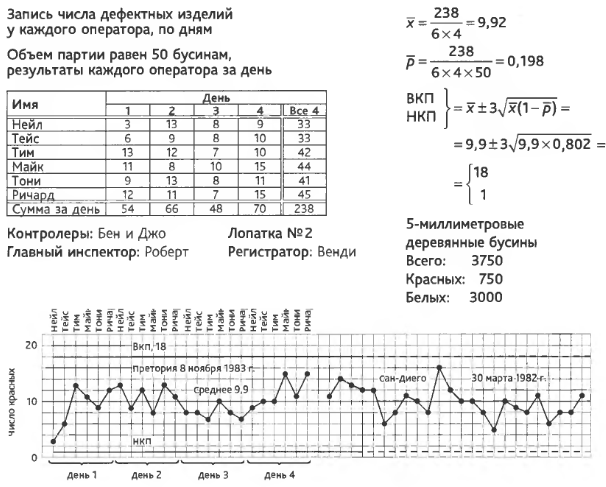 Запись числа дефектных изделий
у каждого оператора, по дням
Объем партии равен 50 бусинам,
результаты каждого оператора за день
Имя День
1 2 3 4 Все 4
Нейл 3 13 8 9 33
Тейс 6 9 8 10 33
Тим 13 12 7 10 42
Майк 11 8 10 15 44
Тони 9 13 8 11 41
Ричард 12 11 7 15 45
Сумма за день 54 66 48 70 238
Контролеры: Бен и Джо Лопатка №2
Главный инспектор: Роберт Регистратор: Венди
x̄ = 238 / 6×4 = 9,92
p̄ = 238 / 6×4×50 = 0,198
ВКП
НКП } = x̄ ± 3√x̄(1−p̄) =
= 9,9 ± 3√9,9×0,802 =
= { 18
1
5-миллиметровые
деревянные бусины
Всего: 3750
Красных: 750
Белых: 3000
Нейл Тейс Тим Майк Тони Рича Нейл Тейс Тим Майк Тони Рича Нейл Тейс Тим Майк Тони Рича Нейл Тейс Тим Майк Тони Рича
число красных
20
10
0
Вкп, 18
Претория 8 ноября 1983 г.
Среднее 9,9
НКП
сан-диего
30 марта 1982 г.
день 1 день 2 день 3 день 4